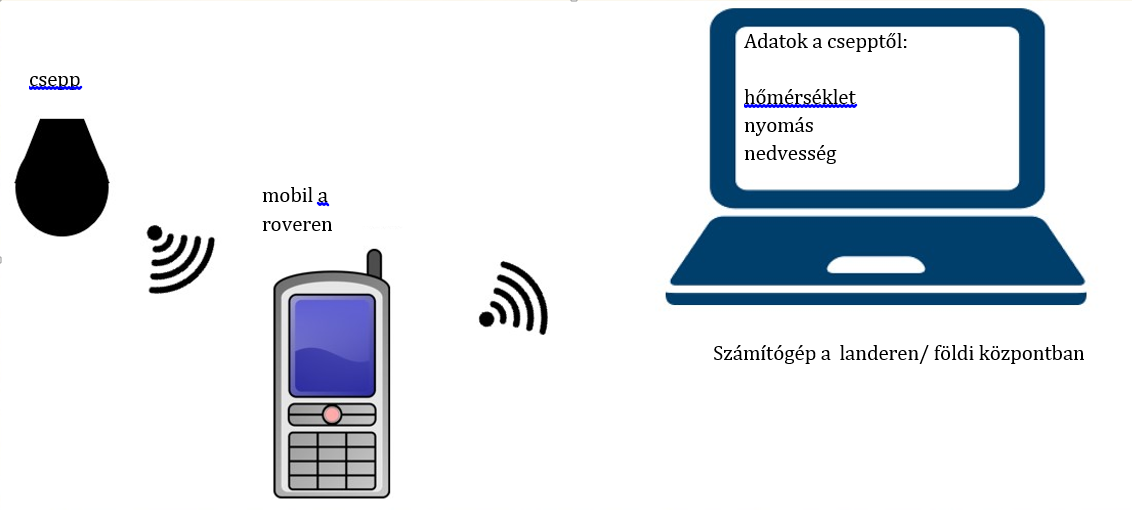 csepp
mobil a
roveren
Adatok a csepptől:
hőmérséklet
nyomás
nedvesség
Számítógép a landeren/ földi központban